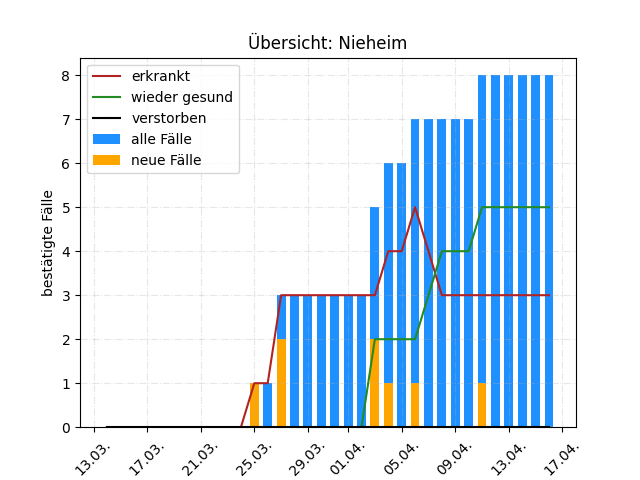 Übersicht: Nieheim
bestätigte Fälle
8
7
6
5
4
3
2
1
0
erkrankt
wieder gesund
verstorben
alle Fälle
neue Fälle
13.03.
17.03.
21.03.
25.03.
29.03.
01.04.
05.04.
09.04.
13.04.
17.04.